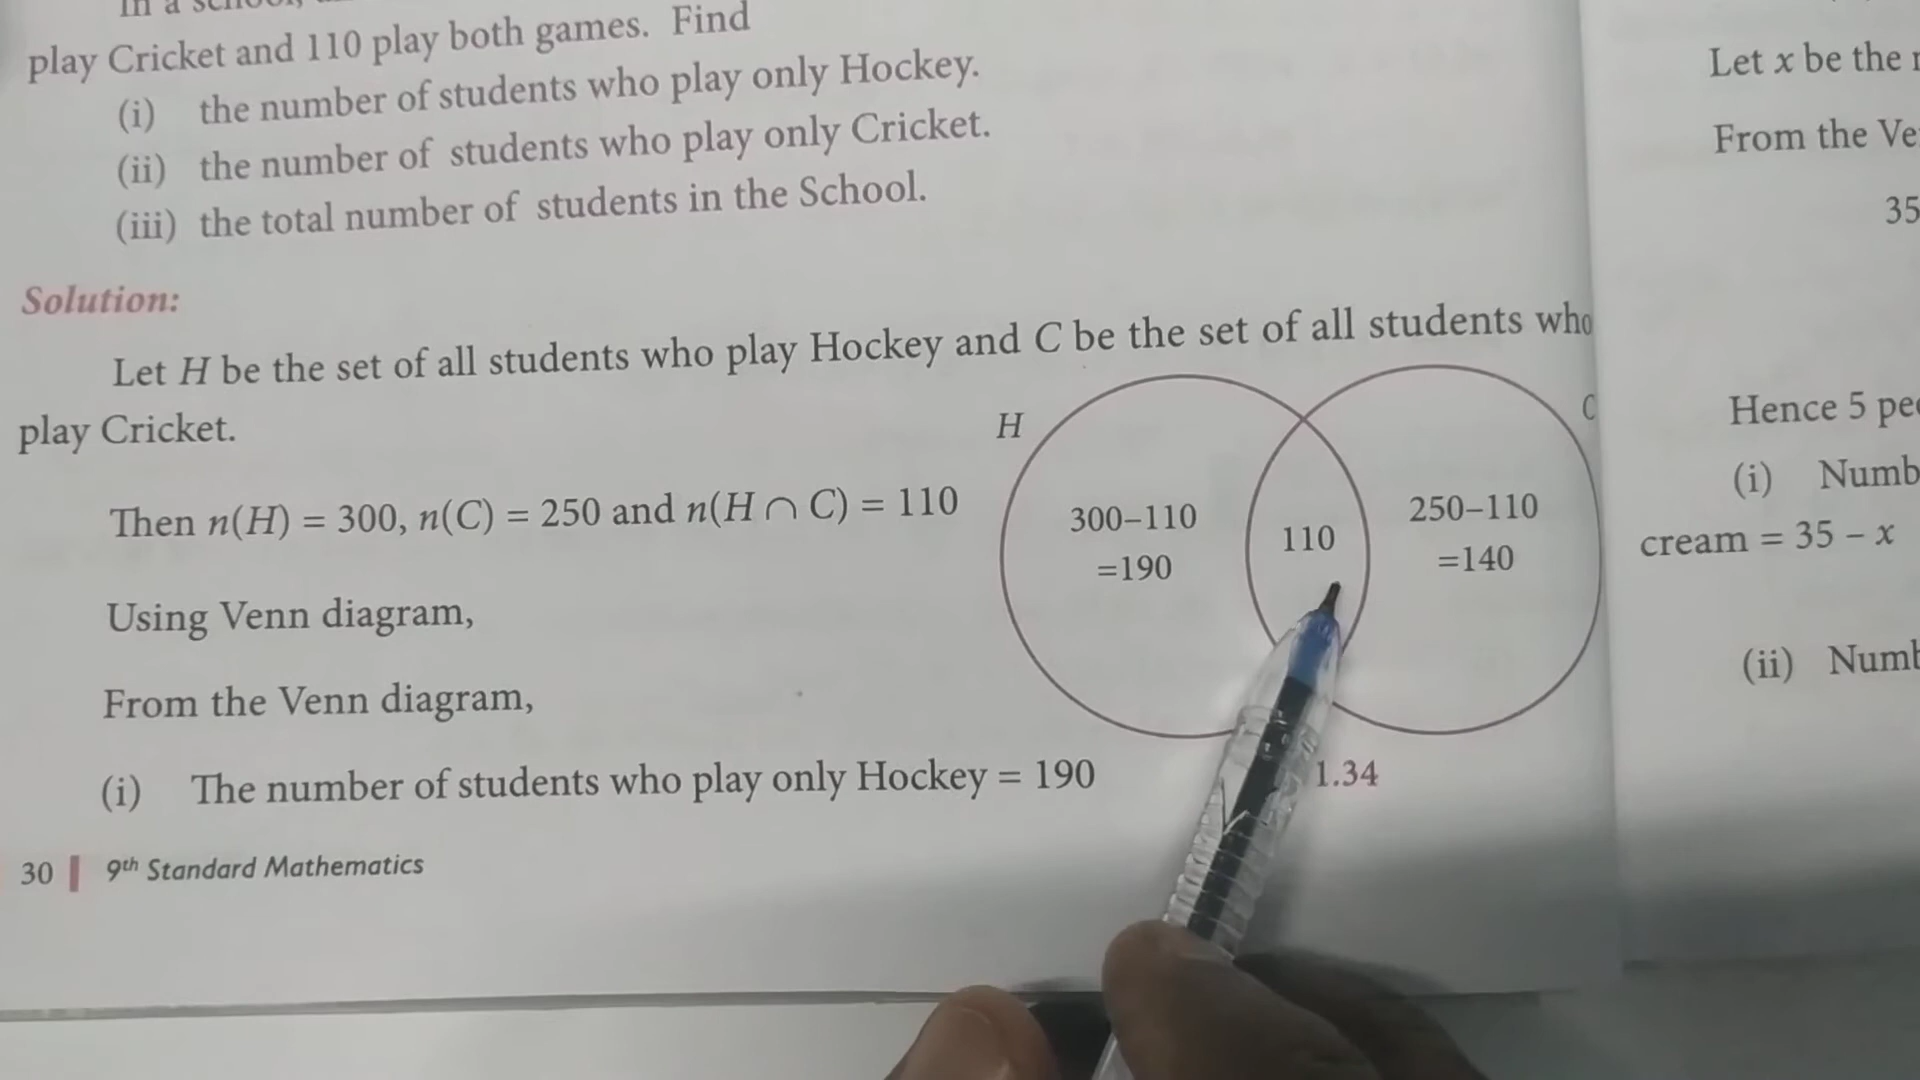 In a school,
play Cricket and 110 play both games. Find
(i) the number of students who play only Hockey.
(ii) the number of students who play only Cricket.
(iii) the total number of students in the School.
Solution:
Let H be the set of all students who play Hockey and C be the set of all students who
play Cricket.
Then n(H) = 300, n(C) = 250 and n(H ∩ C) = 110
Using Venn diagram,
From the Venn diagram,
(i) The number of students who play only Hockey = 190
H
C
300–110
=190
110
250–110
=140
1.34
30 | 9th Standard Mathematics
Let x be the
From the
35
Hence 5
(i)
cream = 35 – x
(ii)